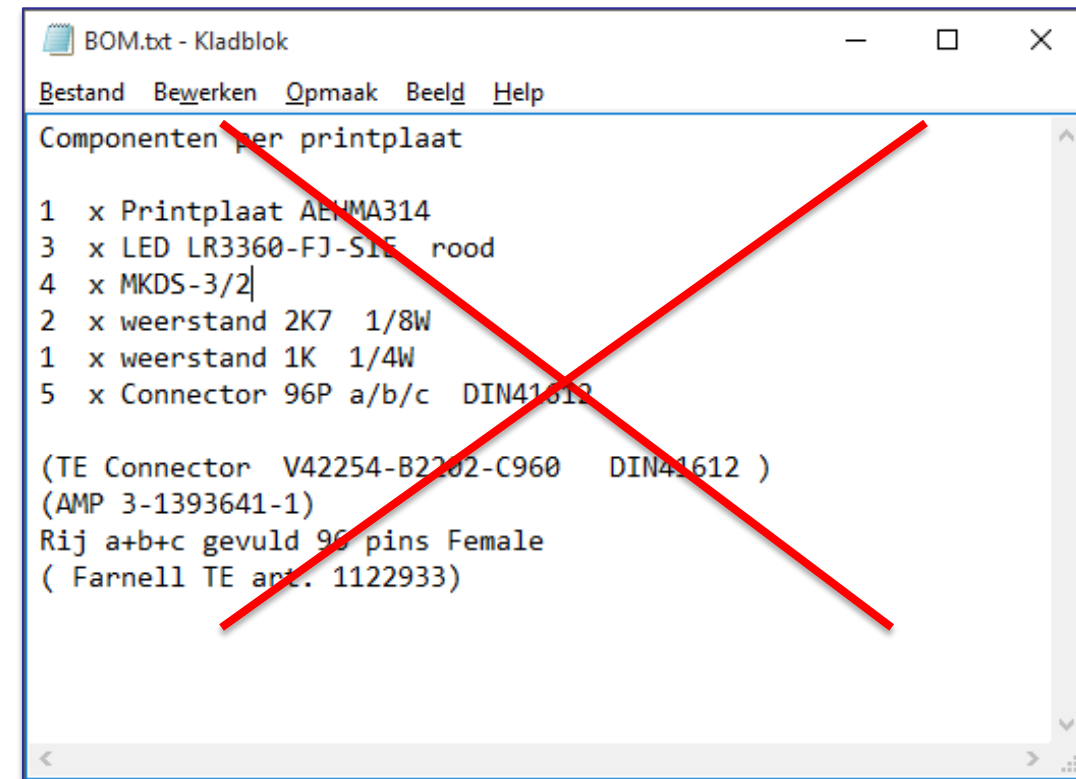 BOM.txt - Kladblok
Bestand Bewerken Opmaak Beeld Help
Componenten per printplaat
1 x Printplaat AEHMA314
3 x LED LR3360-FJ-S1E rood
4 x MKDS-3/2
2 x weerstand 2K7 1/8W
1 x weerstand 1K 1/4W
5 x Connector 96P a/b/c DIN41612
(TE Connector V42254-B2202-C960 DIN41612 )
(AMP 3-1393641-1)
Rij a+b+c gevuld 96 pins Female
( Farnell TE art. 1122933)